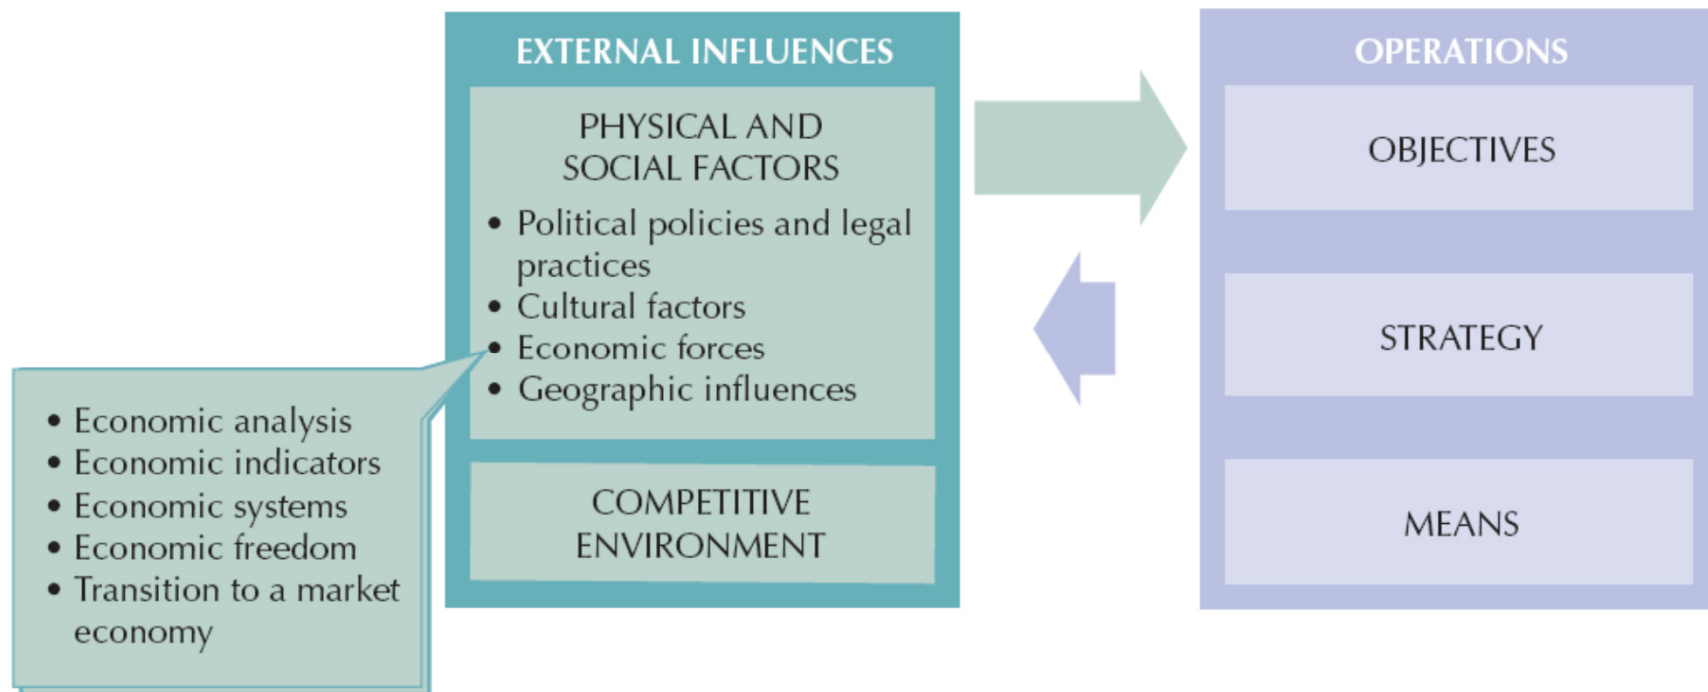 EXTERNAL INFLUENCES
PHYSICAL AND
SOCIAL FACTORS
• Political policies and legal
practices
• Cultural factors
• Economic forces
• Geographic influences
COMPETITIVE
ENVIRONMENT
• Economic analysis
• Economic indicators
• Economic systems
• Economic freedom
• Transition to a market
economy
OPERATIONS
OBJECTIVES
STRATEGY
MEANS